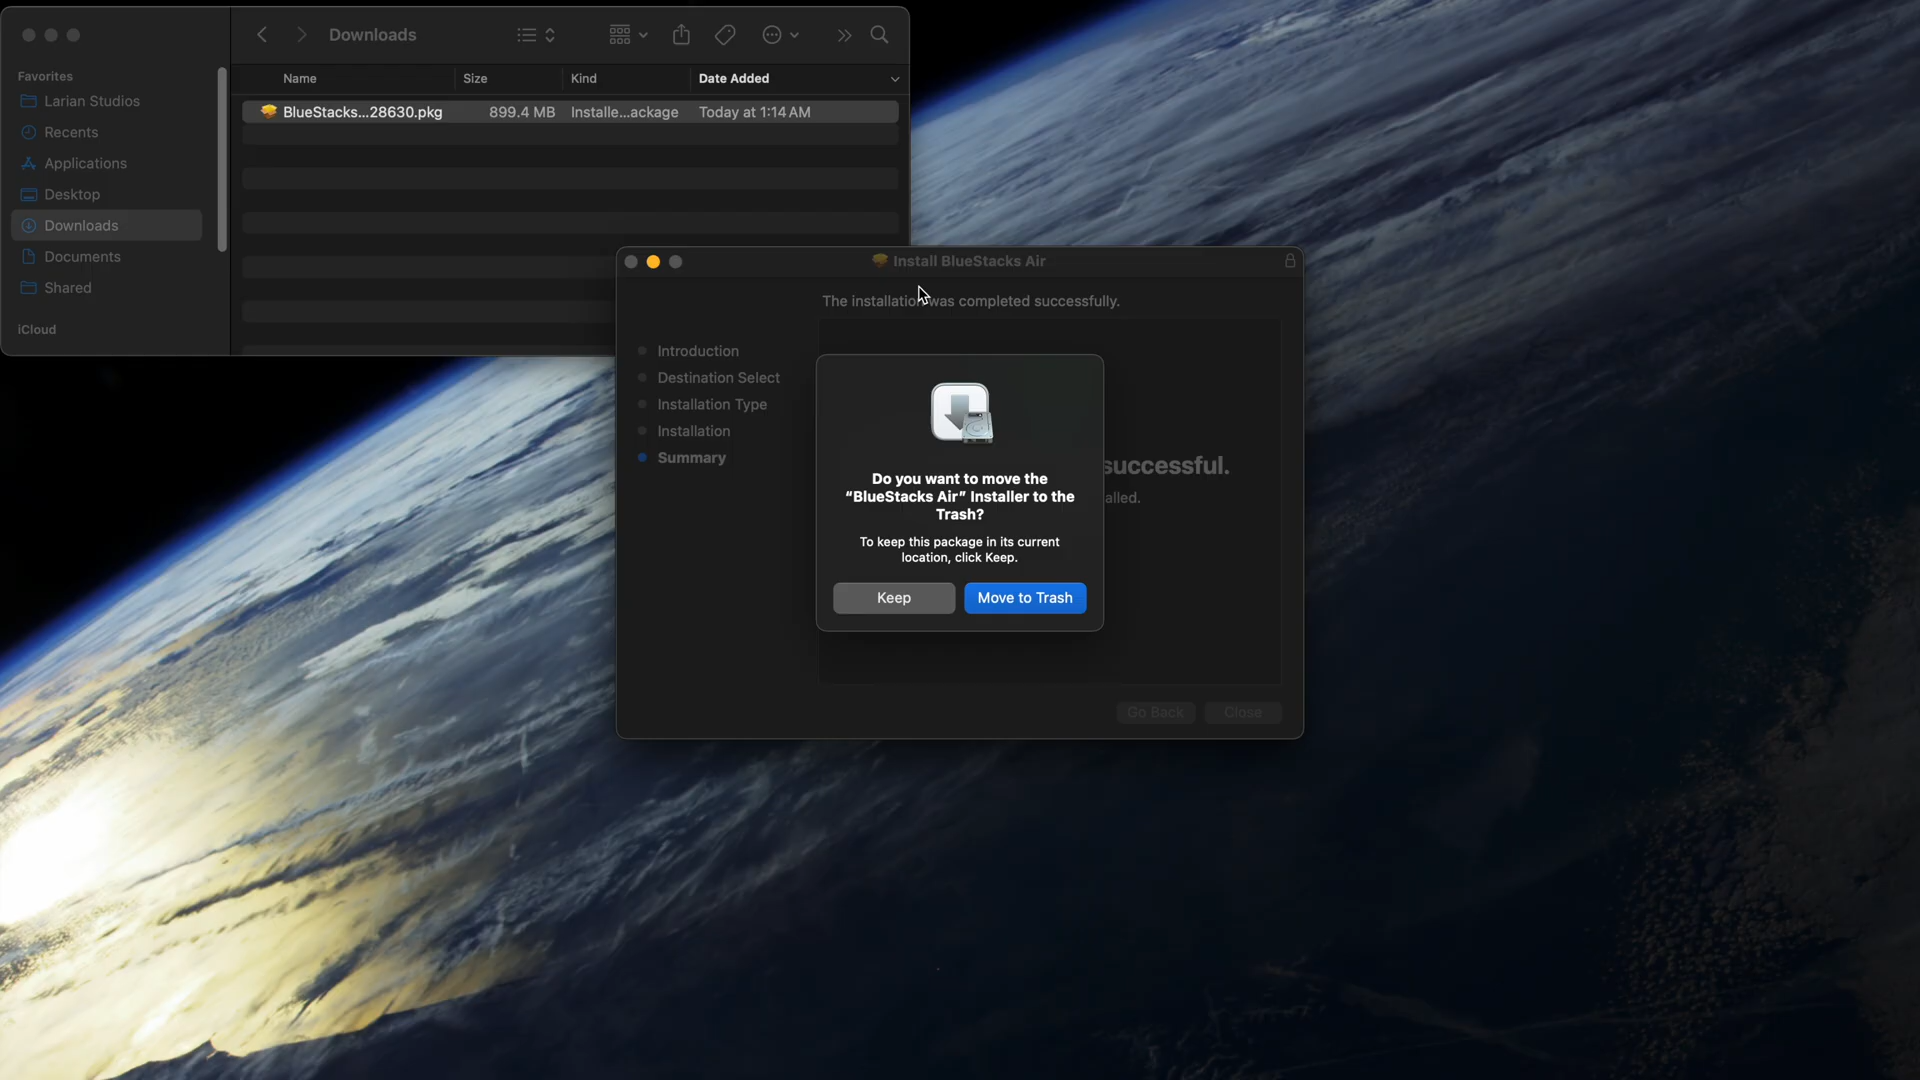 Downloads
Favorites
Larian Studios
Recents
Applications
Desktop
Downloads
Documents
Shared
iCloud
Name
Size
Kind
Date Added
BlueStacks...28630.pkg
899.4 MB
Installe...ackage
Today at 1:14 AM
Install BlueStacks Air
The installation was completed successfully.
Introduction
Destination Select
Installation Type
Installation
Summary
successful.
alled.
Do you want to move the
“BlueStacks Air” Installer to the
Trash?
To keep this package in its current
location, click Keep.
Keep
Move to Trash
Go Back
Close